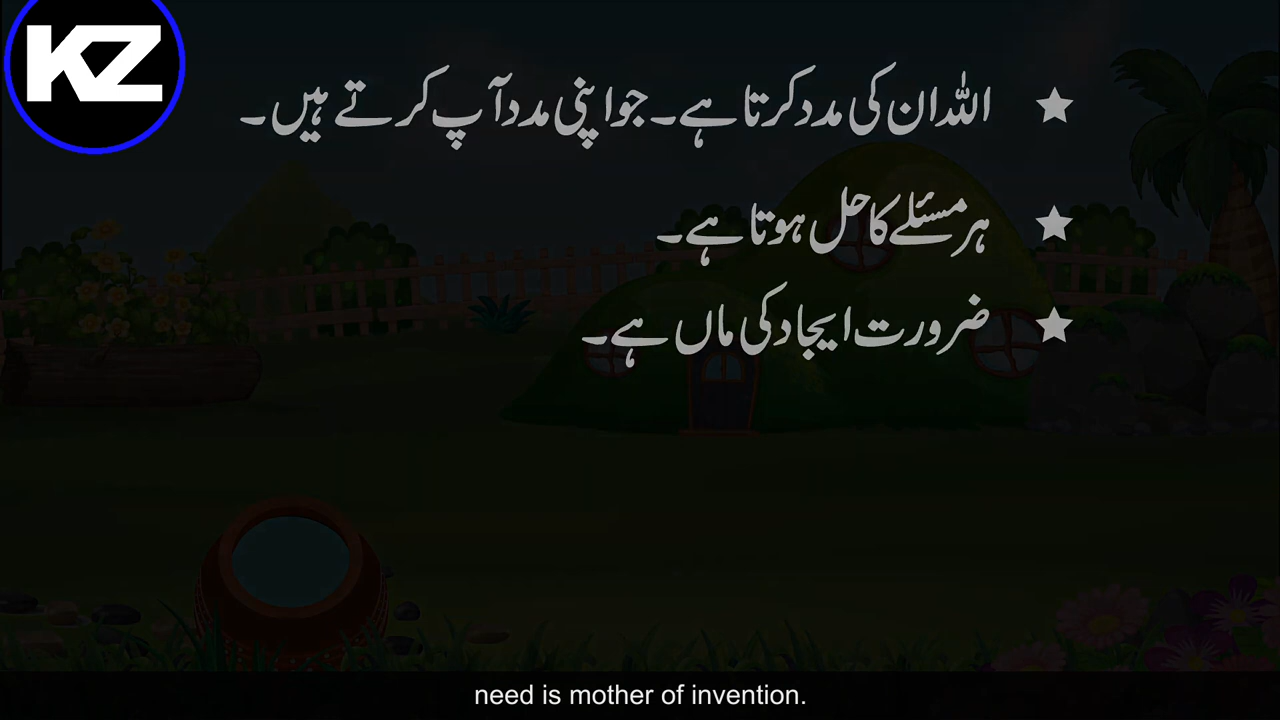 KZ
اللہ ان کی مدد کرتا ہے۔ جو اپنی مدد آپ کرتے ہیں۔
ہر مسئلے کا حل ہوتا ہے۔
ضرورت ایجاد کی ماں ہے۔
need is mother of invention.